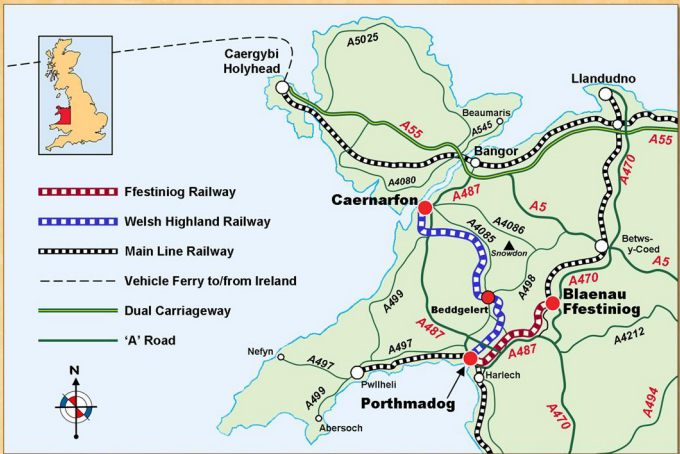 Caergybi
Holyhead
A5025
Llandudno
Beaumaris
A55
A545
Bangor
A55
A470
A4080
A487
Caernarfon
A5
A4086
A4085
Snowdon
Betws-
y-Coed
A5
A498
A470
Ffestiniog Railway
Welsh Highland Railway
Main Line Railway
Vehicle Ferry to/from Ireland
Dual Carriageway
'A' Road
A499
Beddgelert
Blaenau
Ffestiniog
A487
A4212
Nefyn
A497
A497
A487
Pwllheli
Harlech
N
A499
Porthmadog
A470
A494
Abersoch